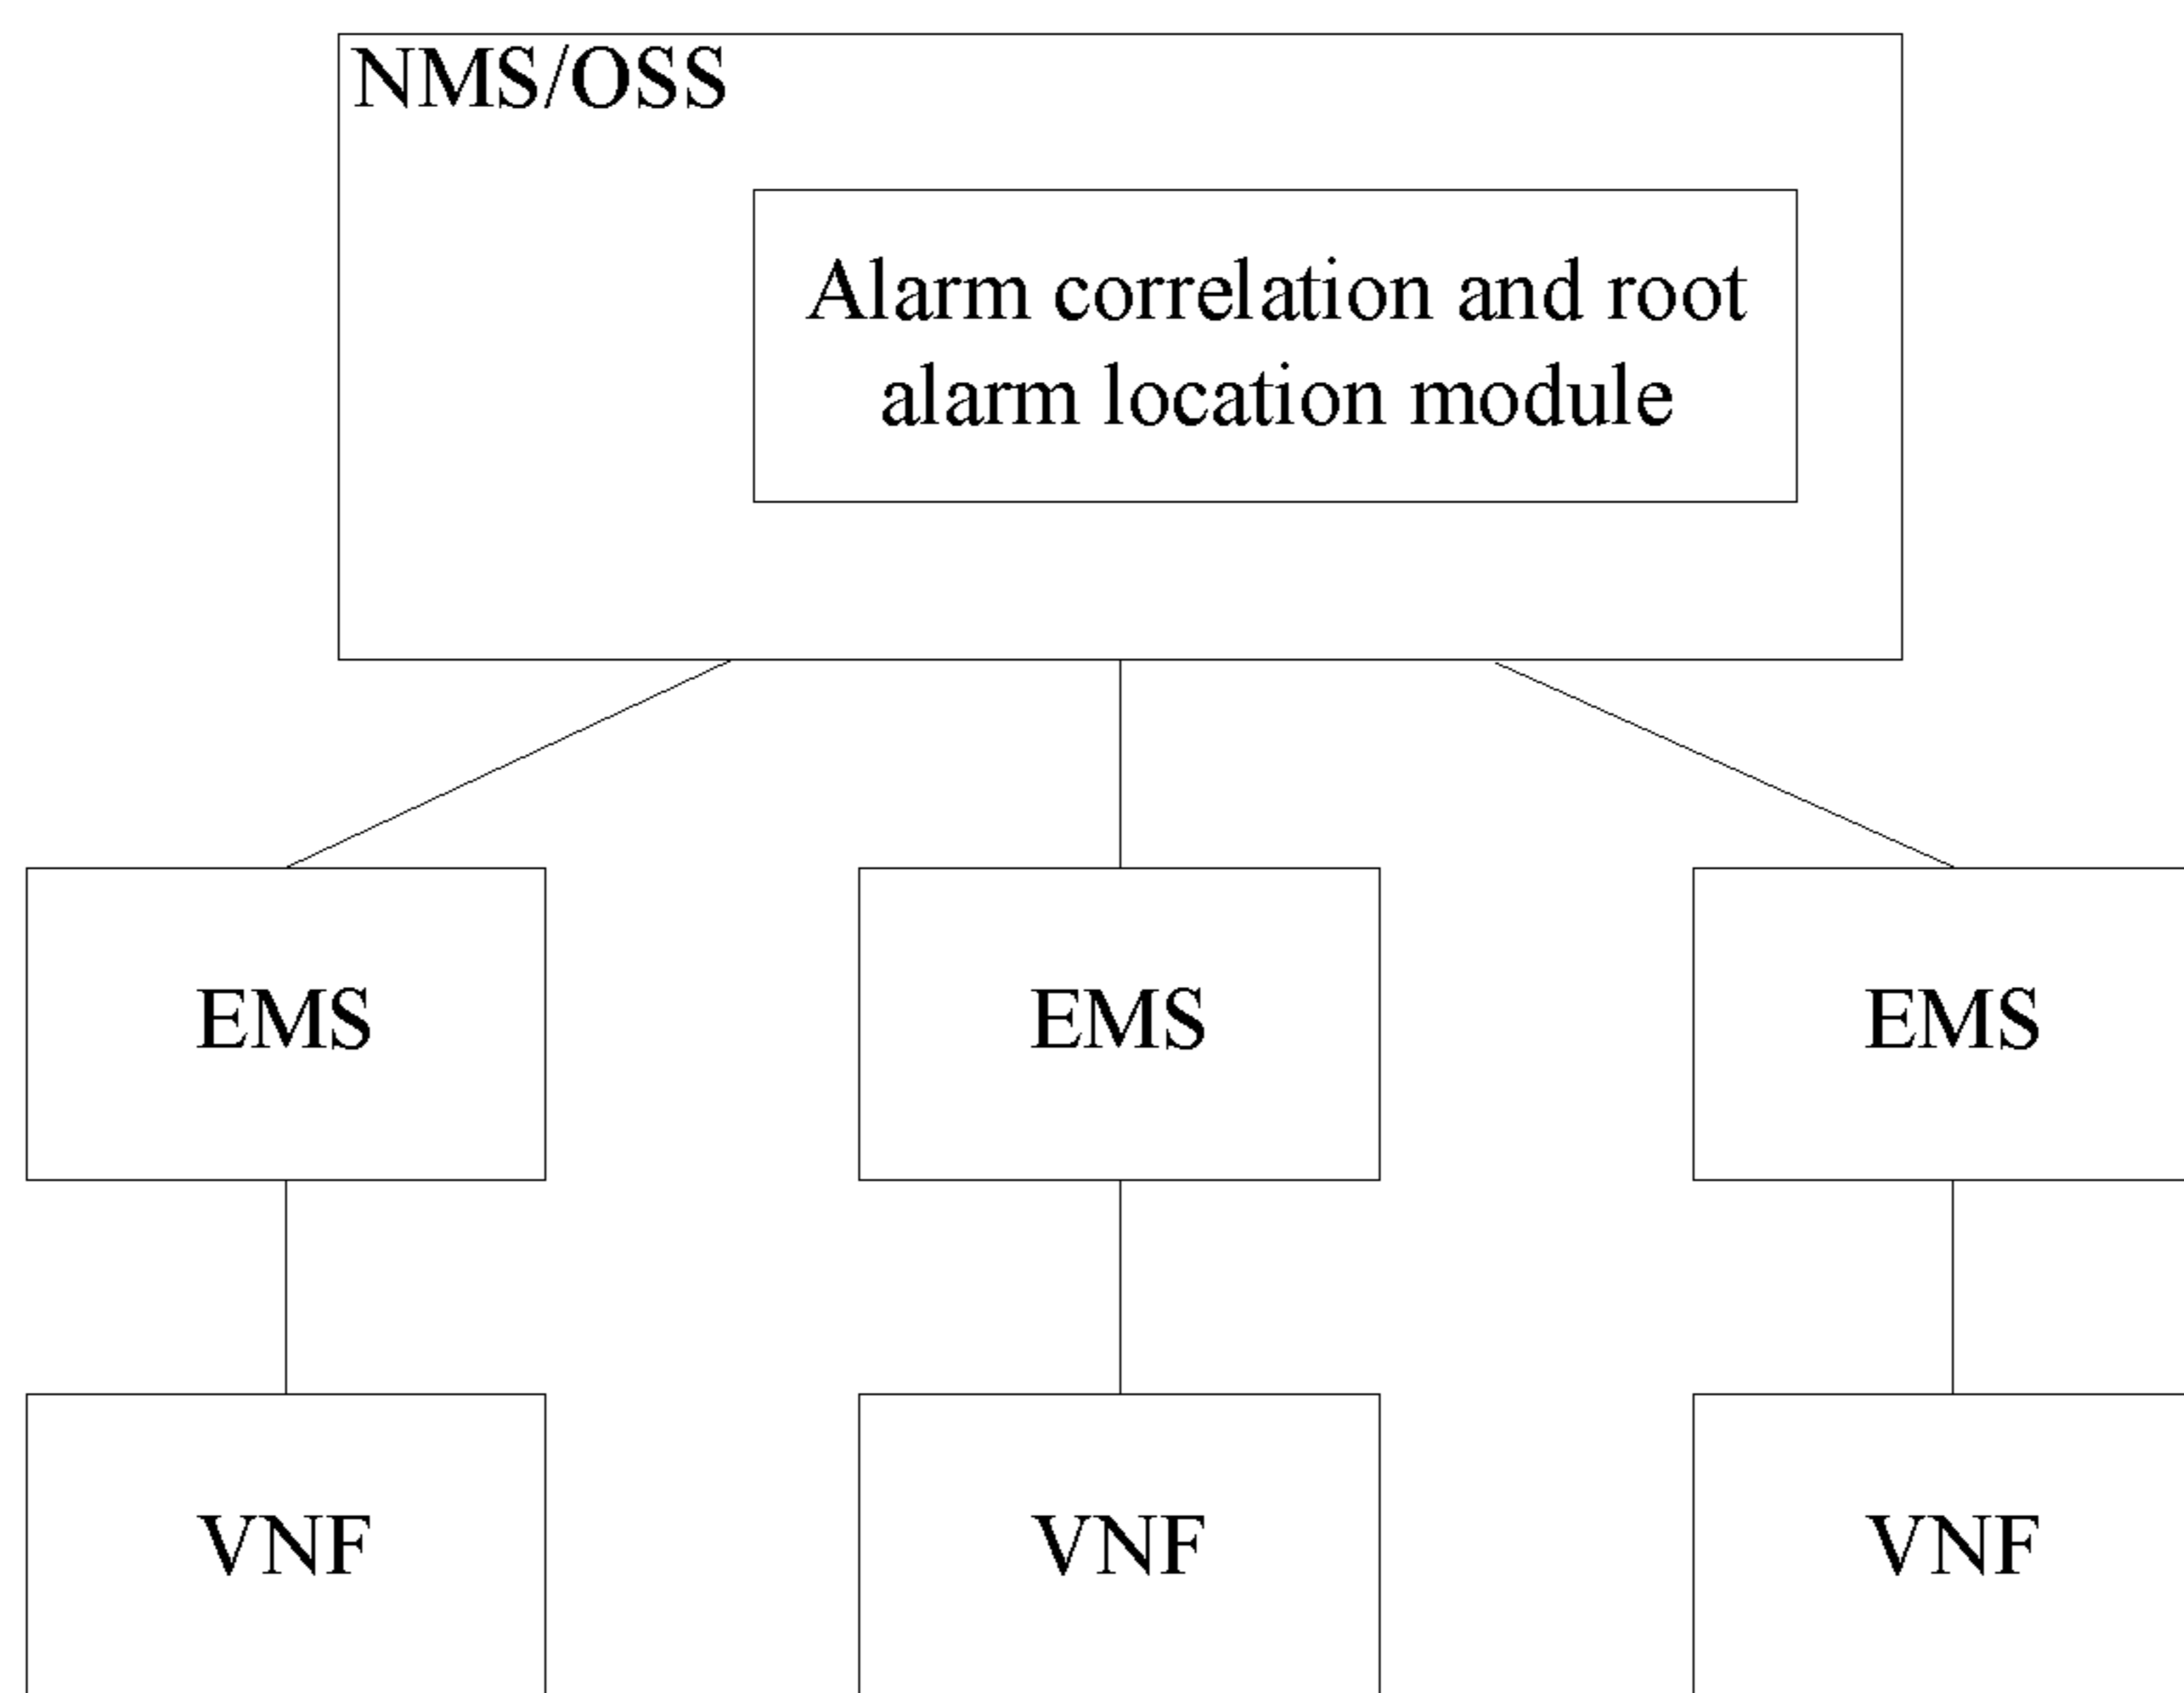 NMS/OSS
Alarm correlation and root
alarm location module
EMS
EMS
EMS
VNF
VNF
VNF